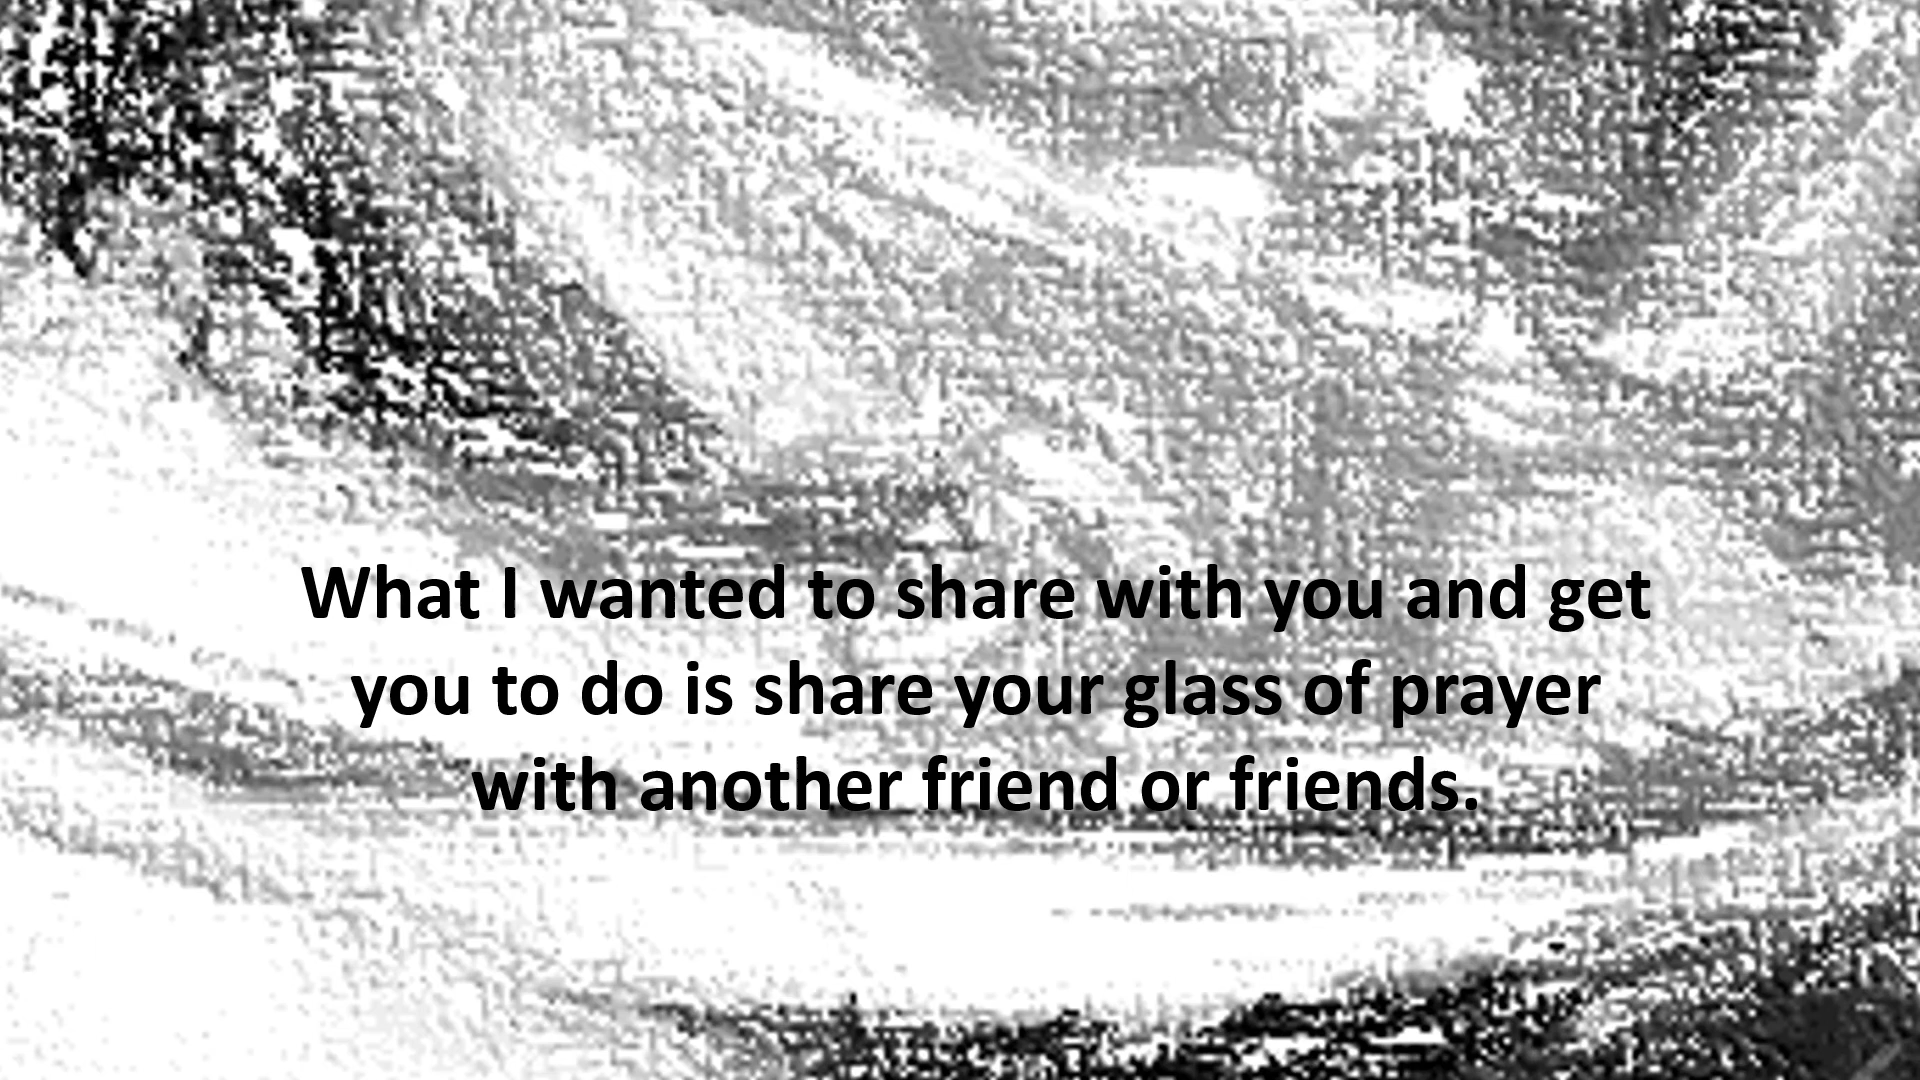 What I wanted to share with you and get
you to do is share your glass of prayer
with another friend or friends.